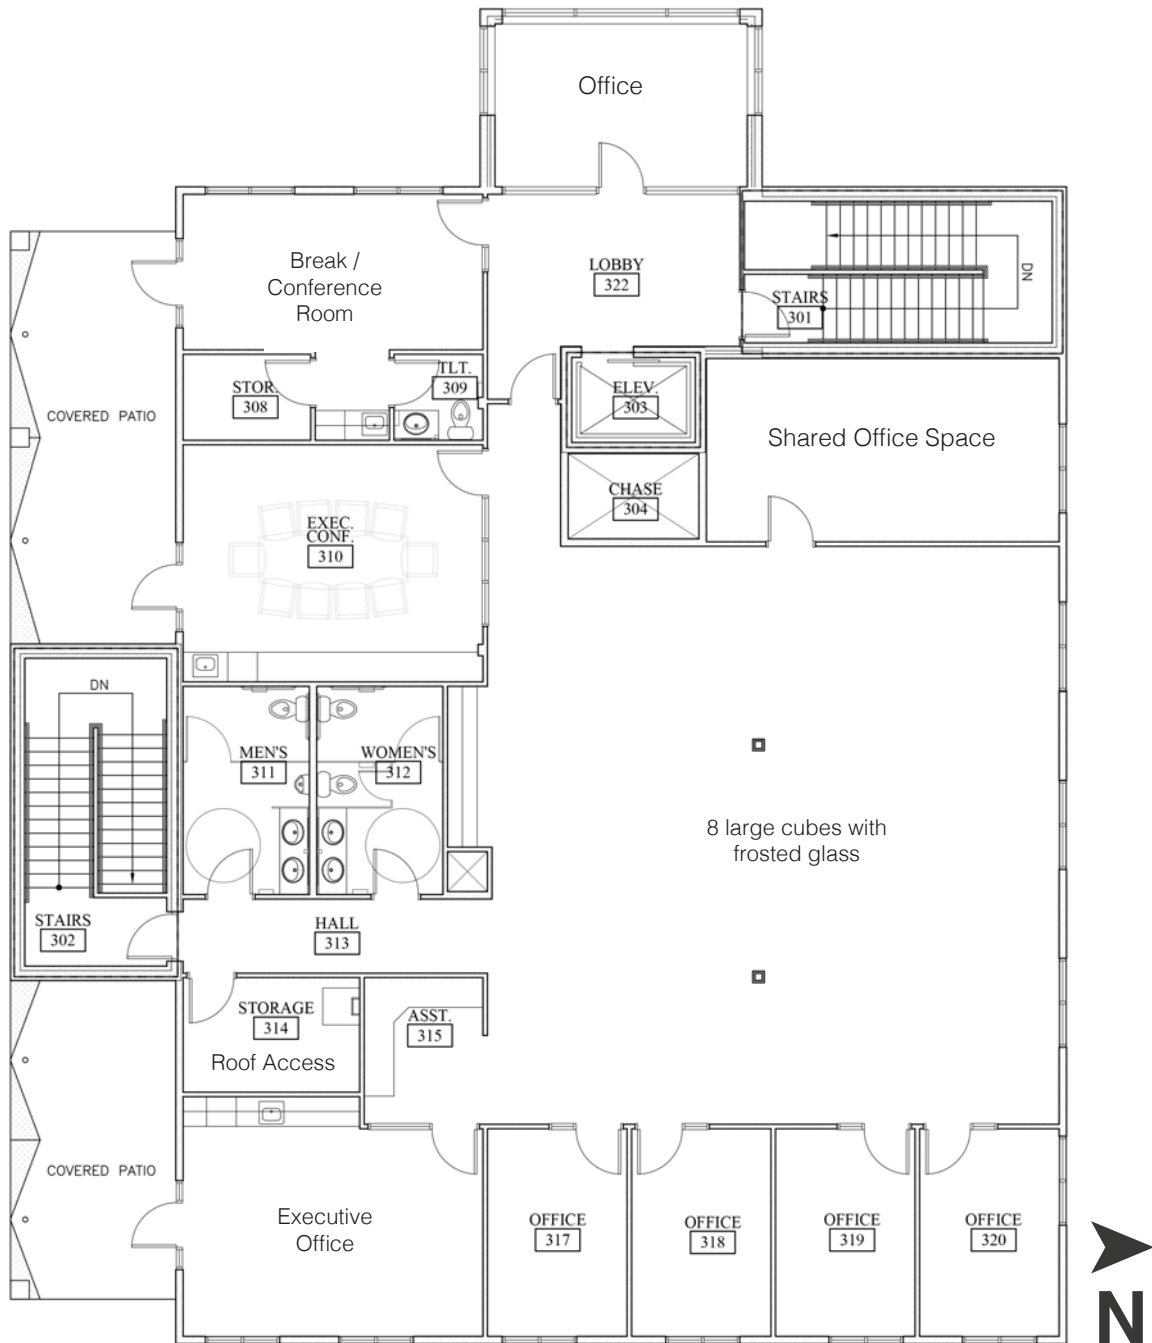 Office
Break /
Conference
Room
LOBBY
322
DN
STAIRS
301
COVERED PATIO
STOR.
308
TLT.
309
ELEV.
303
Shared Office Space
CHASE
304
EXEC.
CONF.
310
DN
MEN'S
311
WOMEN'S
312
8 large cubes with
frosted glass
STAIRS
302
HALL
313
STORAGE
314
Roof Access
ASST.
315
COVERED PATIO
Executive
Office
OFFICE
317
OFFICE
318
OFFICE
319
OFFICE
320
N